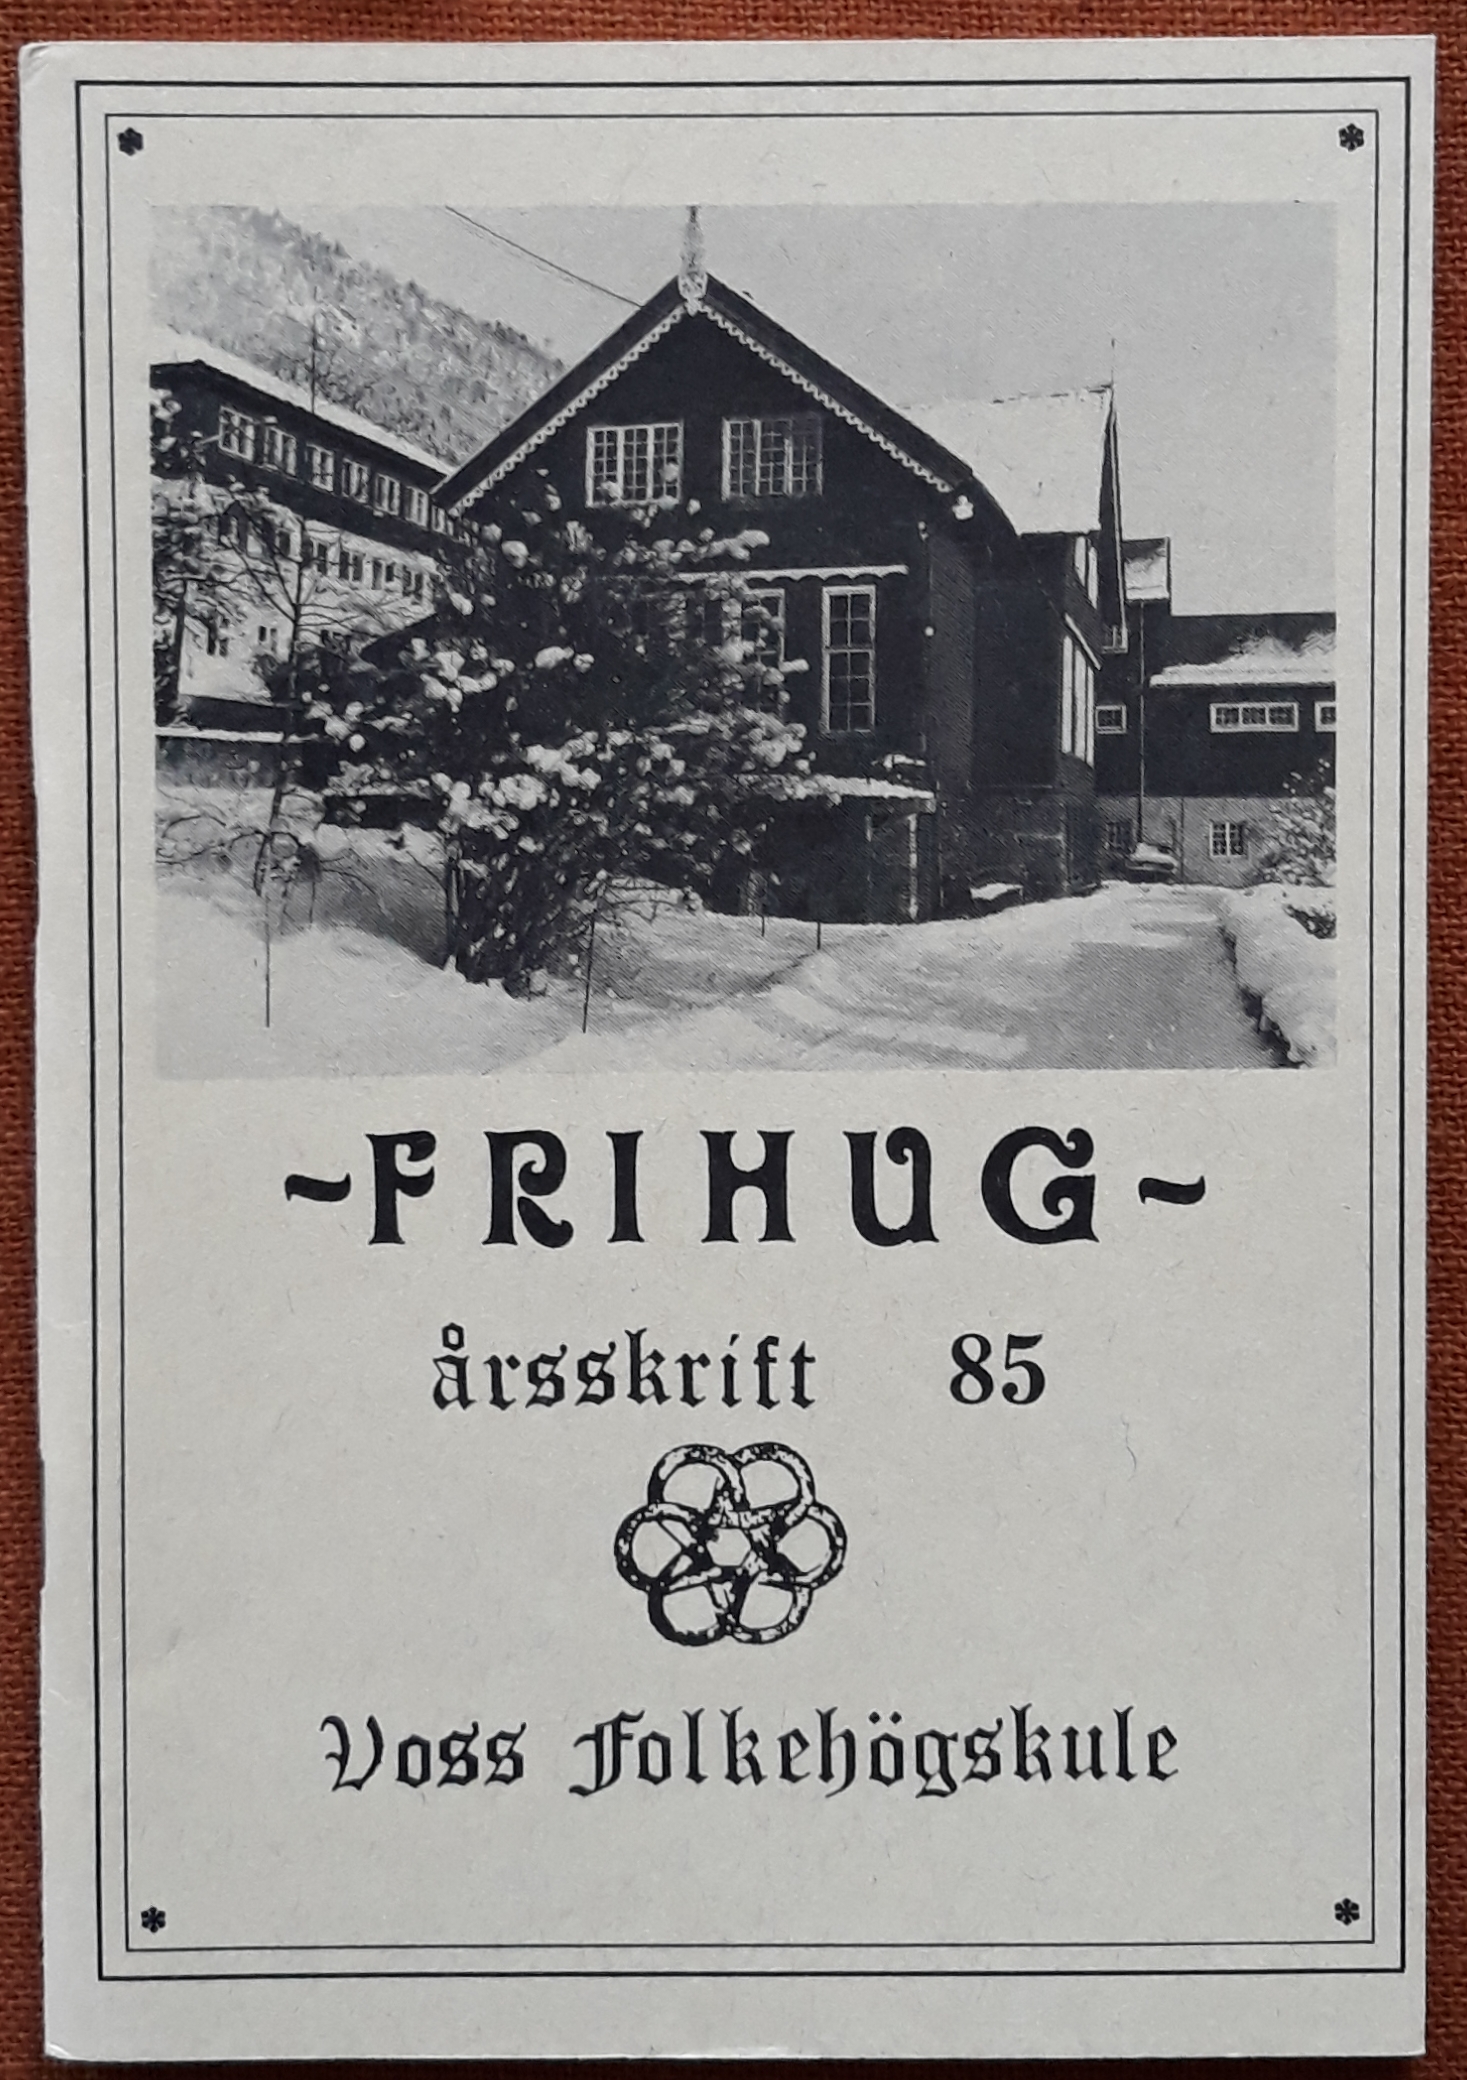 -FRIHUG-
årsskrift 85
Voss Folkehögskule